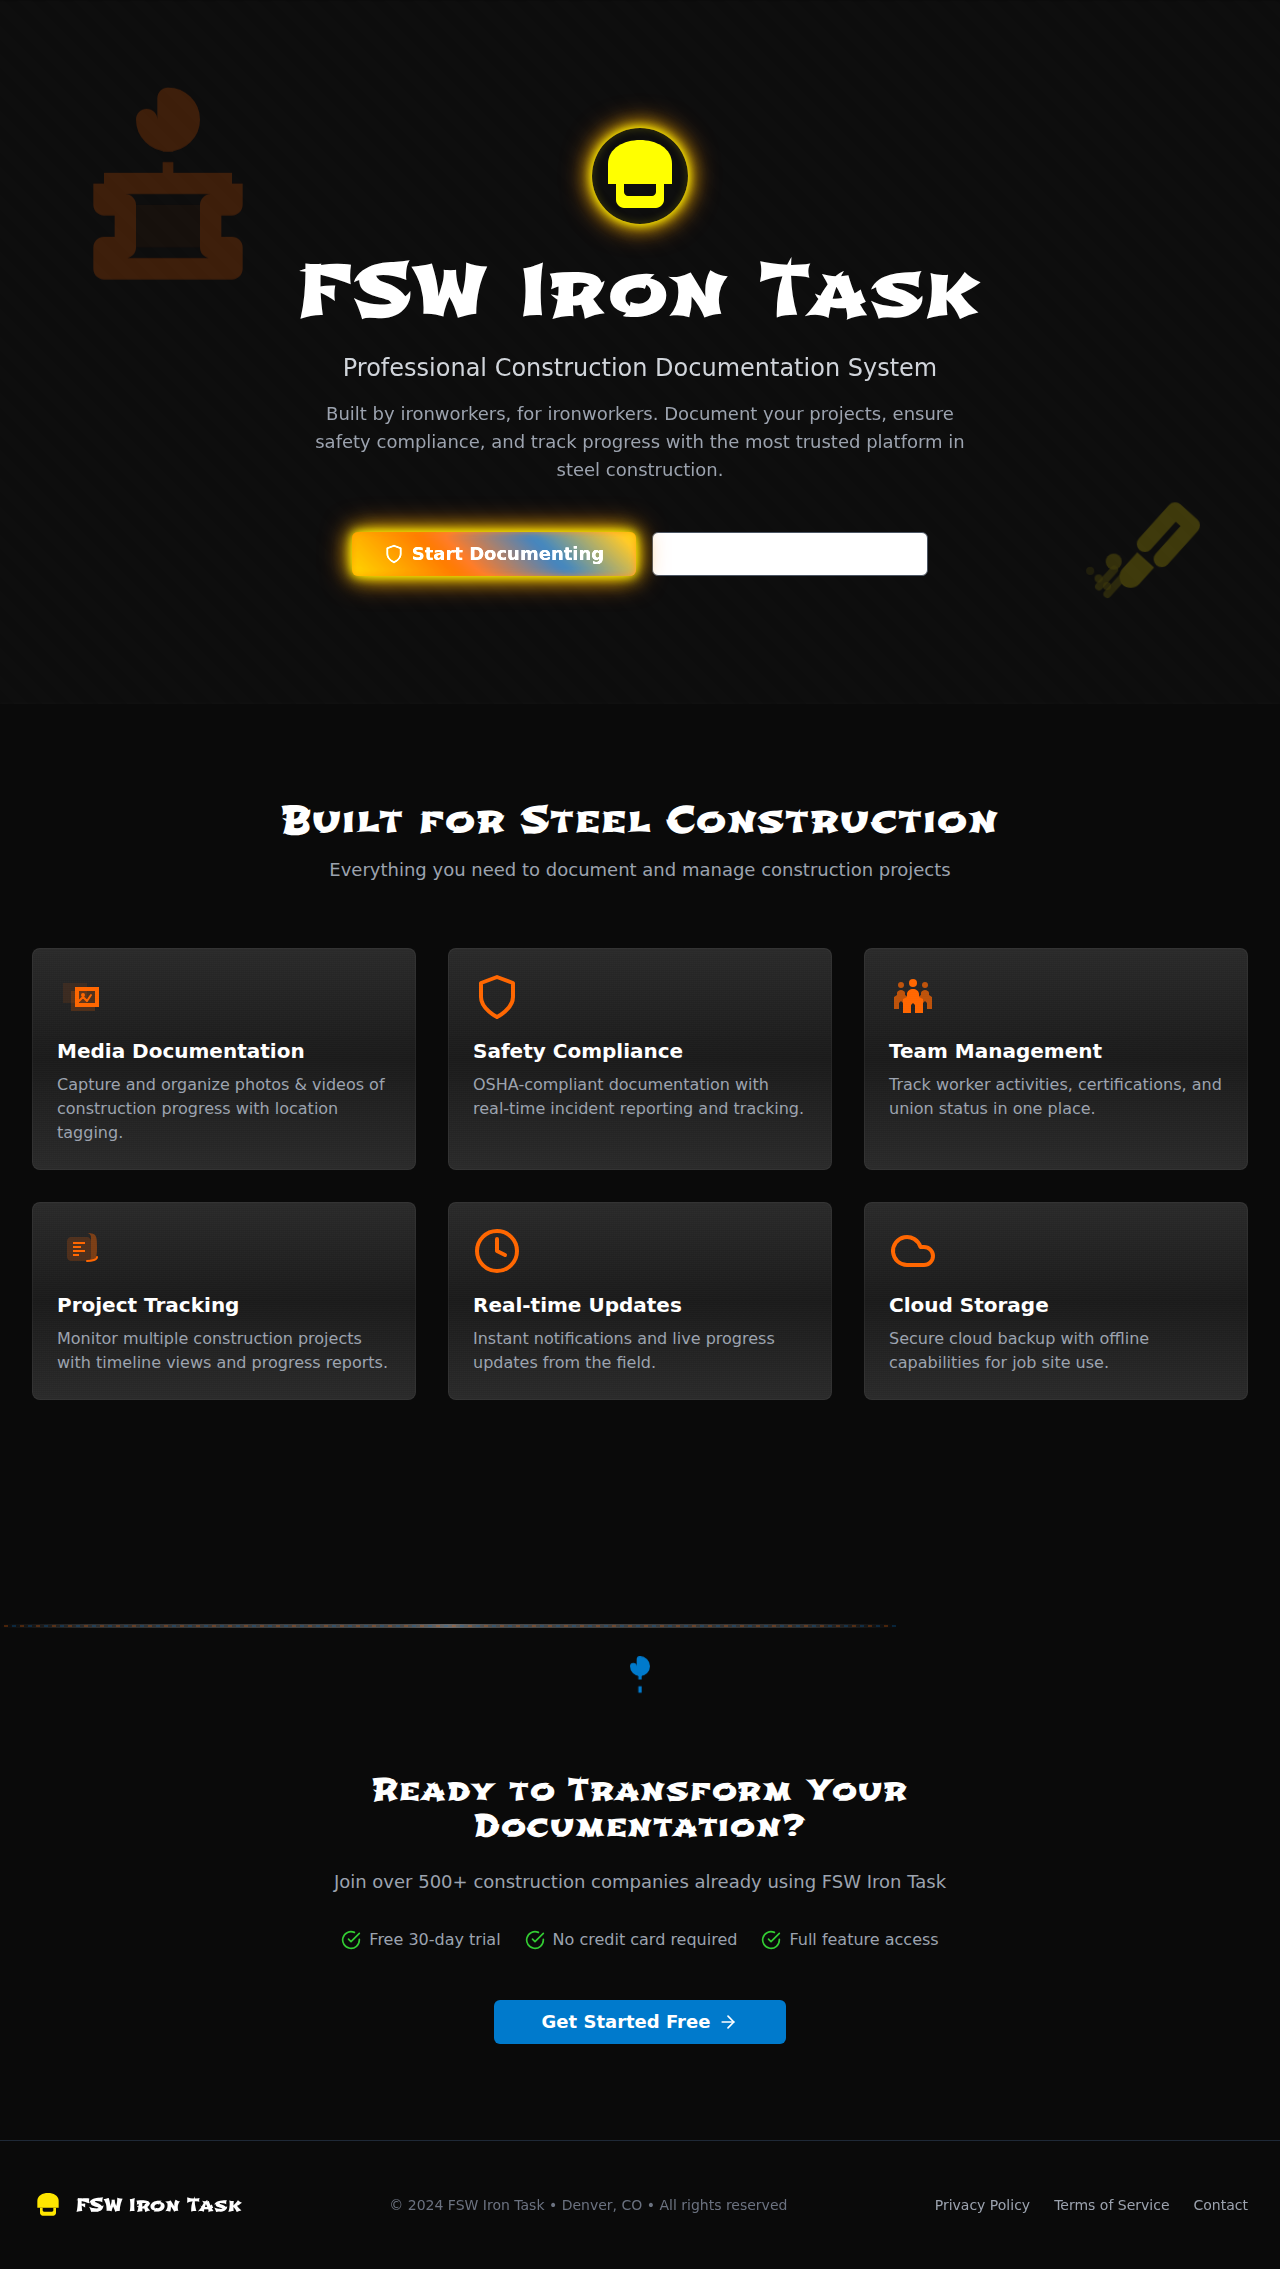 FSW Iron Task
Professional Construction Documentation System
Built by ironworkers, for ironworkers. Document your projects, ensure
safety compliance, and track progress with the most trusted platform in
steel construction.
Start Documenting
Built for Steel Construction
Everything you need to document and manage construction projects
Media Documentation
Capture and organize photos & videos of
construction progress with location
tagging.
Safety Compliance
OSHA-compliant documentation with
real-time incident reporting and tracking.
Team Management
Track worker activities, certifications, and
union status in one place.
Project Tracking
Monitor multiple construction projects
with timeline views and progress reports.
Real-time Updates
Instant notifications and live progress
updates from the field.
Cloud Storage
Secure cloud backup with offline
capabilities for job site use.
Ready to Transform Your
Documentation?
Join over 500+ construction companies already using FSW Iron Task
Free 30-day trial
No credit card required
Full feature access
Get Started Free
FSW Iron Task
© 2024 FSW Iron Task • Denver, CO • All rights reserved
Privacy Policy
Terms of Service
Contact